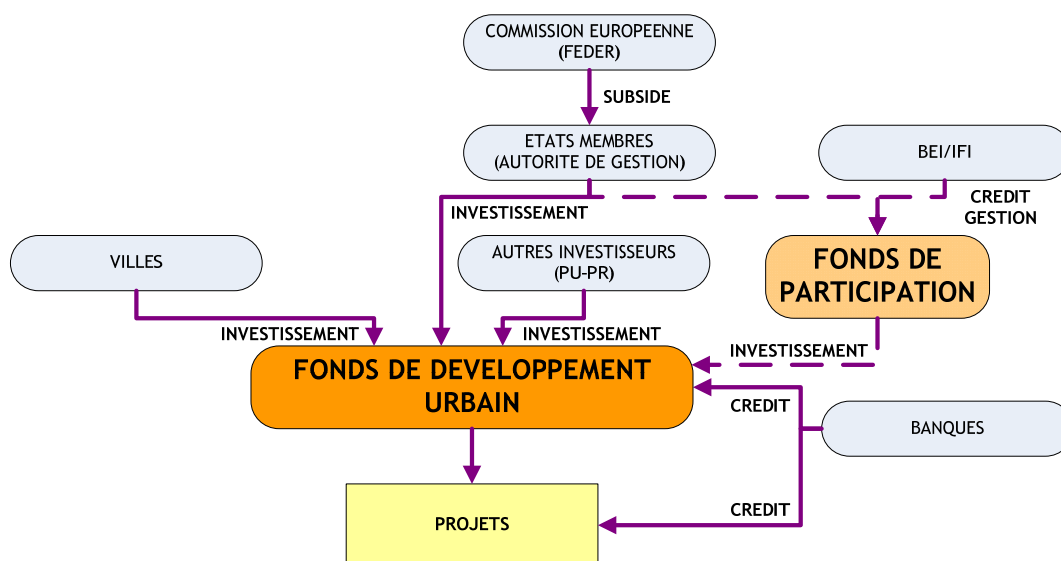 COMMISSION EUROPEENNE
(FEDER)
SUBSIDE
ETATS MEMBRES
(AUTORITE DE GESTION)
BEI/IFI
INVESTISSEMENT
CREDIT
GESTION
VILLES
AUTRES INVESTISSEURS
(PU-PR)
FONDS DE
PARTICIPATION
INVESTISSEMENT
INVESTISSEMENT
INVESTISSEMENT
FONDS DE DEVELOPPEMENT
URBAIN
CREDIT
BANQUES
CREDIT
PROJETS